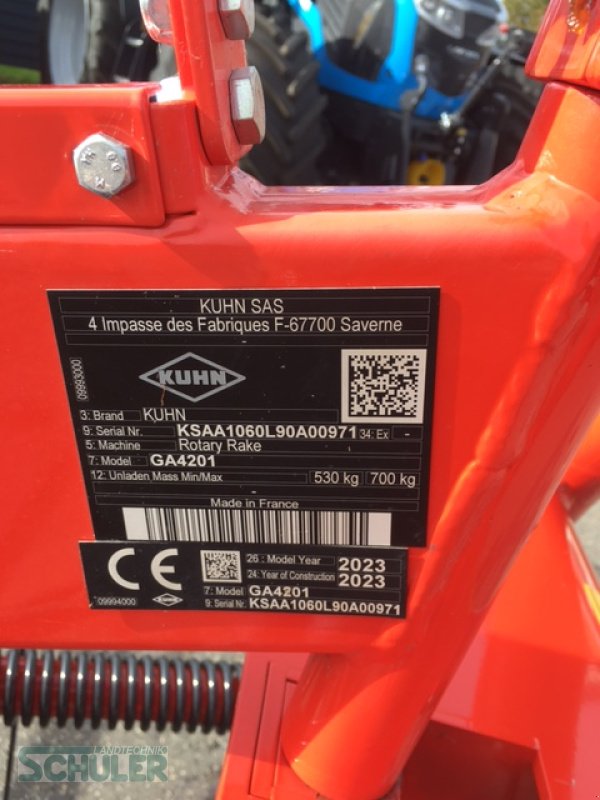 KUHN SAS
4 Impasse des Fabriques F-67700 Saverne
09993000
KUHN
3: Brand KUHN
9: Serial Nr. KSAA1060L90A00971 34: Ex -
5: Machine Rotary Rake
7: Model GA4201
12: Unladen Mass Min/Max 530 kg 700 kg
Made in France
CE
26: Model Year 2023
24: Year of Construction 2023
7: Model GA4201
09994000 KUHN 9: Serial Nr. KSAA1060L90A00971
LANDTECHNIK
SCHULER